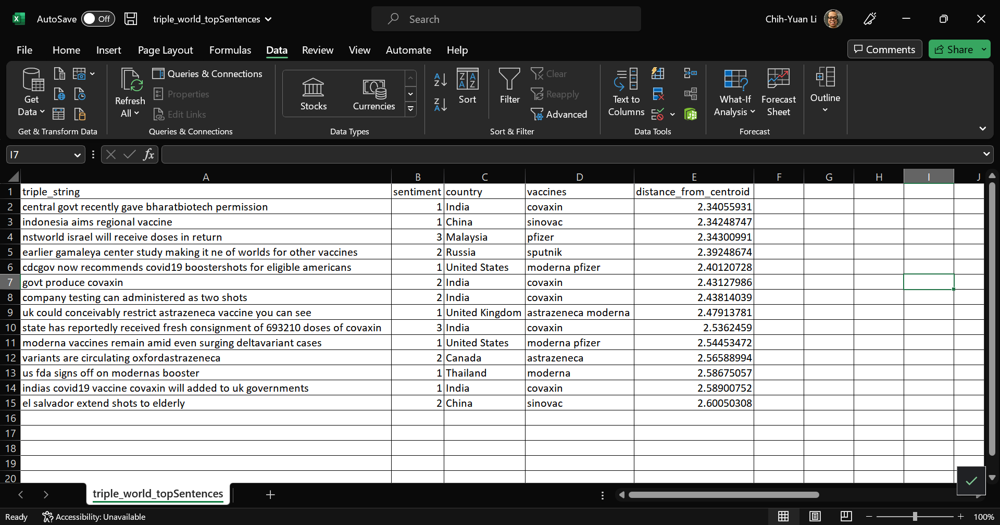 AutoSave Off triple_world_topSentences Search Chih-Yuan Li
File Home Insert Page Layout Formulas Data Review View Automate Help Comments Share
Get Data
Refresh All
Queries & Connections
Properties
Edit Links
Stocks
Currencies
Sort
Filter
Clear
Reapply
Advanced
Text to Columns
What-If Analysis
Forecast Sheet
Outline
Get & Transform Data Queries & Connections Data Types Sort & Filter Data Tools Forecast
I7 fx
A B C D E F G H I J
1 triple_string sentiment country vaccines distance_from_centroid
2 central govt recently gave bharatbiotech permission 1 India covaxin 2.34055931
3 indonesia aims regional vaccine 1 China sinovac 2.34248747
4 nstworld israel will receive doses in return 3 Malaysia pfizer 2.34300991
5 earlier gamaleya center study making it ne of worlds for other vaccines 2 Russia sputnik 2.39248674
6 cdcgov now recommends covid19 boostershots for eligible americans 1 United States moderna pfizer 2.40120728
7 govt produce covaxin 2 India covaxin 2.43127986
8 company testing can administered as two shots 2 India covaxin 2.43814039
9 uk could conceivably restrict astrazeneca vaccine you can see 1 United Kingdom astrazeneca moderna 2.47913781
10 state has reportedly received fresh consignment of 693210 doses of covaxin 3 India covaxin 2.5362459
11 moderna vaccines remain amid even surging deltavariant cases 1 United States moderna pfizer 2.54453472
12 variants are circulating oxfordastrazeneca 2 Canada astrazeneca 2.56588994
13 us fda signs off on modernas booster 1 Thailand moderna 2.58675057
14 indias covid19 vaccine covaxin will added to uk governments 1 India covaxin 2.58900752
15 el salvador extend shots to elderly 2 China sinovac 2.60050308
16
17
18
19
20
triple_world_topSentences
Ready Accessibility: Unavailable 100%